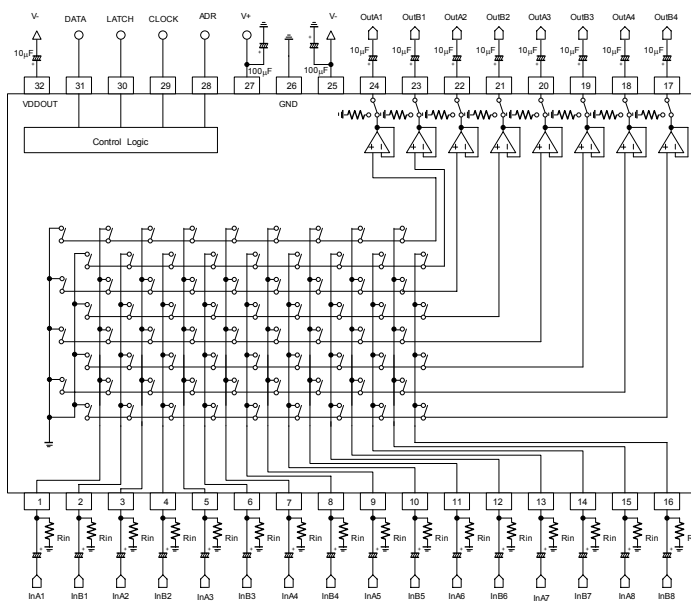 V- DATA LATCH CLOCK ADR V+ V- OutA1 OutB1 OutA2 OutB2 OutA3 OutB3 OutA4 OutB4
10μF 100μF 100μF 10μF 10μF 10μF 10μF 10μF 10μF 10μF 10μF
32 31 30 29 28 27 26 25 24 23 22 21 20 19 18 17
VDDOUT GND
Control Logic
+ - + - + - + - + - + - + - + -
1 2 3 4 5 6 7 8 9 10 11 12 13 14 15 16
Rin Rin Rin Rin Rin Rin Rin Rin Rin Rin Rin Rin Rin Rin Rin Rin
+ + + + + + + + + + + + + + + +
InA1 InB1 InA2 InB2 InA3 InB3 InA4 InB4 InA5 InB5 InA6 InB6 InA7 InB7 InA8 InB8